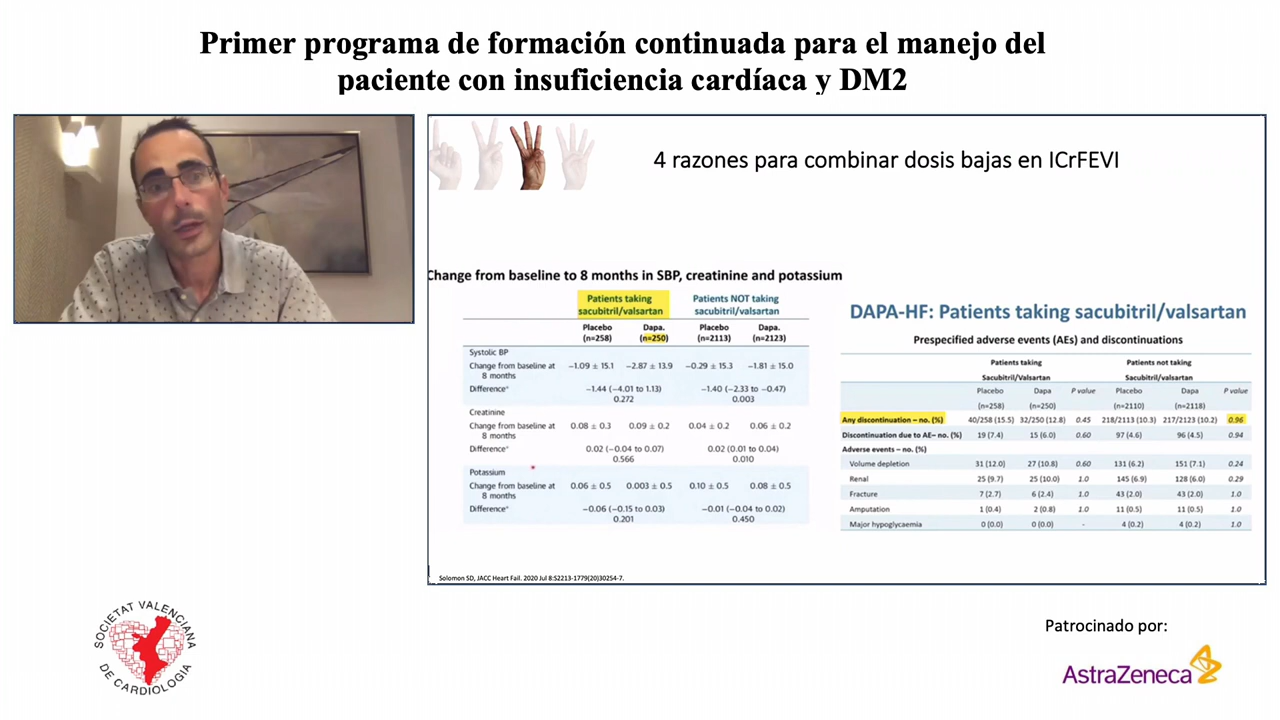 Primer programa de formación continuada para el manejo del
paciente con insuficiencia cardíaca y DM2
4 razones para combinar dosis bajas en ICrFEVI
Change from baseline to 8 months in SBP, creatinine and potassium
Patients taking sacubitril/valsartan Patients NOT taking sacubitril/valsartan
Placebo (n=258) Dapa. (n=250) Placebo (n=2113) Dapa. (n=2123)
Systolic BP
Change from baseline at 8 months −1.09 ± 15.1 −2.87 ± 13.9 −0.29 ± 15.3 −1.81 ± 15.0
Difference* −1.44 (−4.01 to 1.13) −1.40 (−2.33 to −0.47)
0.272 0.003
Creatinine
Change from baseline at 8 months 0.08 ± 0.3 0.09 ± 0.2 0.04 ± 0.2 0.06 ± 0.2
Difference* 0.02 (−0.04 to 0.07) 0.02 (0.01 to 0.04)
0.566 0.010
Potassium
Change from baseline at 8 months 0.06 ± 0.5 0.003 ± 0.5 0.10 ± 0.5 0.08 ± 0.5
Difference* −0.06 (−0.15 to 0.03) −0.01 (−0.04 to 0.02)
0.201 0.450
DAPA-HF: Patients taking sacubitril/valsartan
Prespecified adverse events (AEs) and discontinuations
Patients taking Patients not taking
Sacubitril/Valsartan Sacubitril/valsartan
Placebo Dapa P value Placebo Dapa P value
(n=258) (n=250) (n=2110) (n=2118)
Any discontinuation – no. (%) 40/258 (15.5) 32/250 (12.8) 0.45 218/2113 (10.3) 217/2123 (10.2) 0.96
Discontinuation due to AE– no. (%) 19 (7.4) 15 (6.0) 0.60 97 (4.6) 96 (4.5) 0.94
Adverse events – no. (%)
Volume depletion 31 (12.0) 27 (10.8) 0.60 131 (6.2) 151 (7.1) 0.24
Renal 25 (9.7) 25 (10.0) 1.0 145 (6.9) 128 (6.0) 0.29
Fracture 7 (2.7) 6 (2.4) 1.0 43 (2.0) 43 (2.0) 1.0
Amputation 1 (0.4) 2 (0.8) 1.0 11 (0.5) 11 (0.5) 1.0
Major hypoglycaemia 0 (0.0) 0 (0.0) - 4 (0.2) 4 (0.2) 1.0
Solomon SD, JACC Heart Fail. 2020 Jul 8:S2213-1779(20)30254-7.
SOCIETAT VALENCIANA
DE CARDIOLOGIA
Patrocinado por:
AstraZeneca